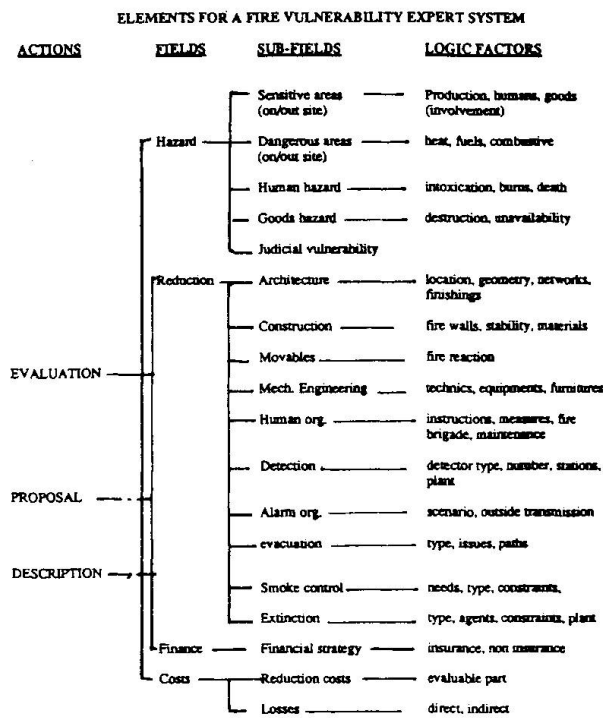 ELEMENTS FOR A FIRE VULNERABILITY EXPERT SYSTEM
ACTIONS FIELDS SUB-FIELDS LOGIC FACTORS
Sensitive areas Production, humans, goods
(on/out site) (involvement)
Hazard Dangerous areas heat, fuels, combustive
(on/out site)
Human hazard intoxication, burns, death
Goods hazard destruction, unavailability
Judicial vulnerability
Reduction Architecture location, geometry, networks,
finishings
Construction fire walls, stability, materials
Movables fire reaction
EVALUATION
Mech. Engineering technics, equipments, furnitures
Human org. instructions, measures, fire
brigade, maintenance
Detection detector type, number, stations,
plant
PROPOSAL
Alarm org. scenario, outside transmission
evacuation type, issues, paths
DESCRIPTION
Smoke control needs, type, constraints,
Extinction type, agents, constraints, plant
Finance Financial strategy insurance, non insurance
Costs Reduction costs evaluable part
Losses direct, indirect